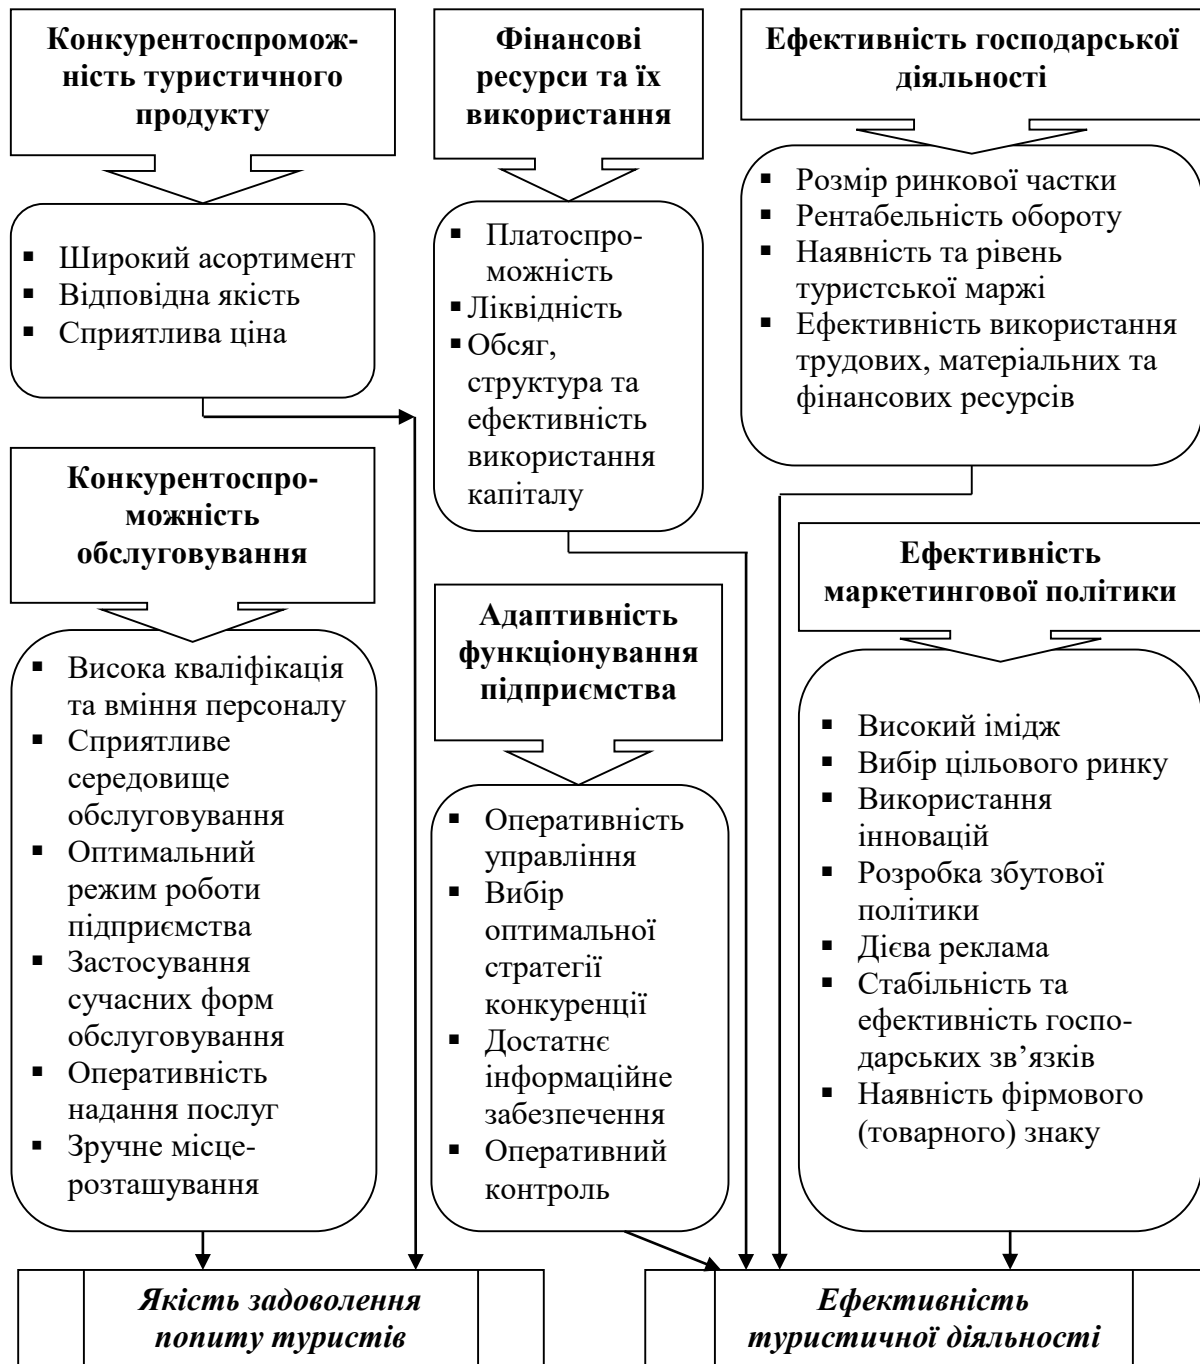 Конкурентоспромож-
ність туристичного
продукту
▪ Широкий асортимент
▪ Відповідна якість
▪ Сприятлива ціна
Фінансові
ресурси та їх
використання
▪ Платоспро-
можність
▪ Ліквідність
▪ Обсяг,
структура та
ефективність
використання
капіталу
Ефективність господарської
діяльності
▪ Розмір ринкової частки
▪ Рентабельність обороту
▪ Наявність та рівень
туристської маржі
▪ Ефективність використання
трудових, матеріальних та
фінансових ресурсів
Конкурентоспро-
можність
обслуговування
▪ Висока кваліфікація
та вміння персоналу
▪ Сприятливе
середовище
обслуговування
▪ Оптимальний
режим роботи
підприємства
▪ Застосування
сучасних форм
обслуговування
▪ Оперативність
надання послуг
▪ Зручне місце-
розташування
Адаптивність
функціонування
підприємства
▪ Оперативність
управління
▪ Вибір
оптимальної
стратегії
конкуренції
▪ Достатнє
інформаційне
забезпечення
▪ Оперативний
контроль
Ефективність
маркетингової політики
▪ Високий імідж
▪ Вибір цільового ринку
▪ Використання
інновацій
▪ Розробка збутової
політики
▪ Дієва реклама
▪ Стабільність та
ефективність госпо-
дарських зв’язків
▪ Наявність фірмового
(товарного) знаку
Якість задоволення
попиту туристів
Ефективність
туристичної діяльності